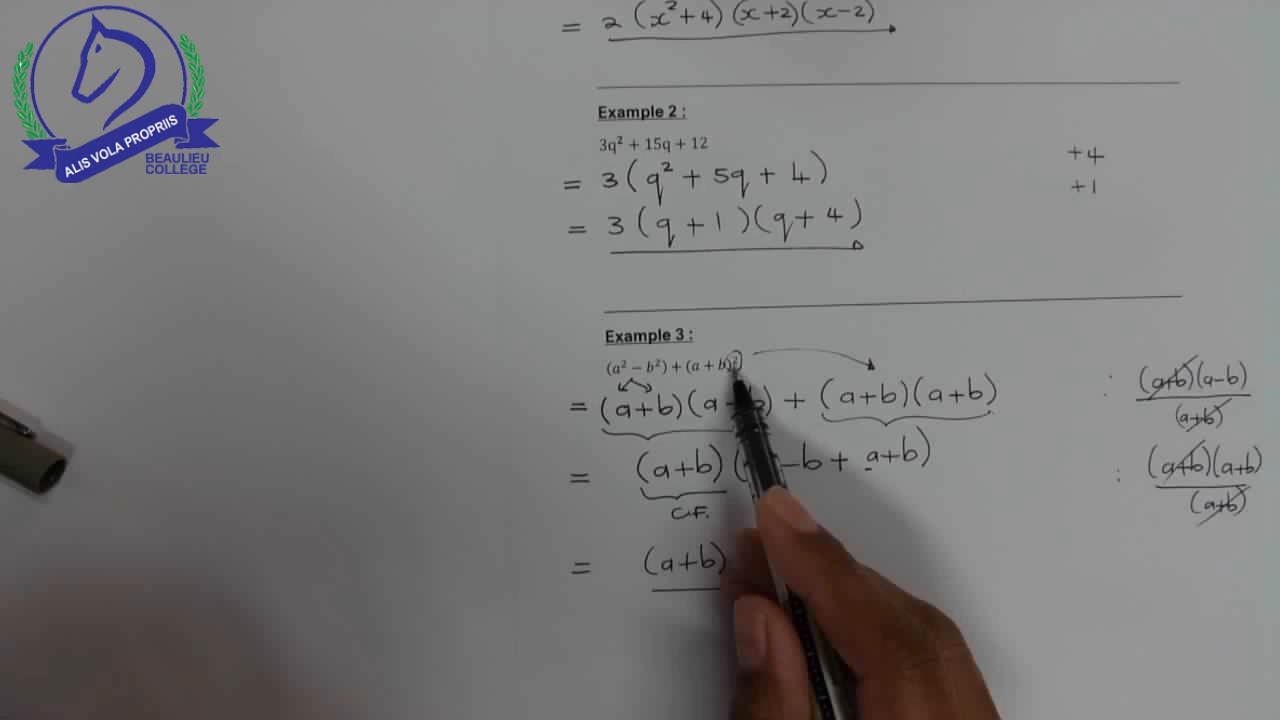 = 2 (x² + 4) (x+2)(x-2)
ALIS VOLA PROPRIIS
BEAULIEU
COLLEGE
Example 2 :
3q² + 15q + 12
= 3 ( q² + 5q + 4 )
+4
+1
= 3 ( q + 1 )( q + 4 )
Example 3 :
(a² − b²) + (a + b)²
= (a+b)(a b) + (a+b)(a+b)
: (a+b)(a-b)
(a+b)
= (a+b)( -b + a+b)
: (a+b)(a+b)
(a+b)
C.F.
= (a+b)